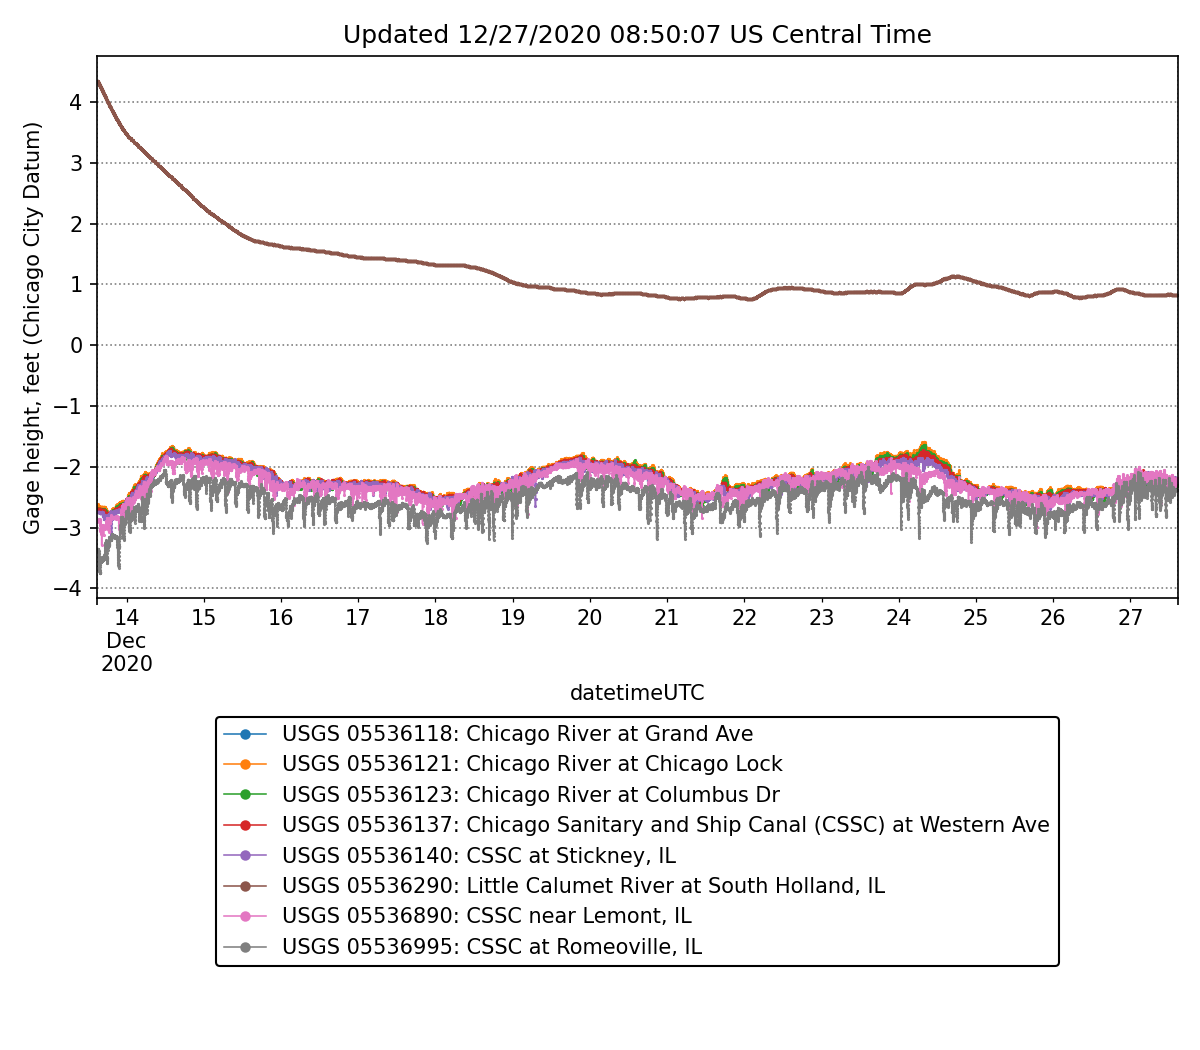 Updated 12/27/2020 08:50:07 US Central Time
Gage height, feet (Chicago City Datum)
4
3
2
1
0
−1
−2
−3
−4
14 15 16 17 18 19 20 21 22 23 24 25 26 27
Dec
2020
datetimeUTC
USGS 05536118: Chicago River at Grand Ave
USGS 05536121: Chicago River at Chicago Lock
USGS 05536123: Chicago River at Columbus Dr
USGS 05536137: Chicago Sanitary and Ship Canal (CSSC) at Western Ave
USGS 05536140: CSSC at Stickney, IL
USGS 05536290: Little Calumet River at South Holland, IL
USGS 05536890: CSSC near Lemont, IL
USGS 05536995: CSSC at Romeoville, IL